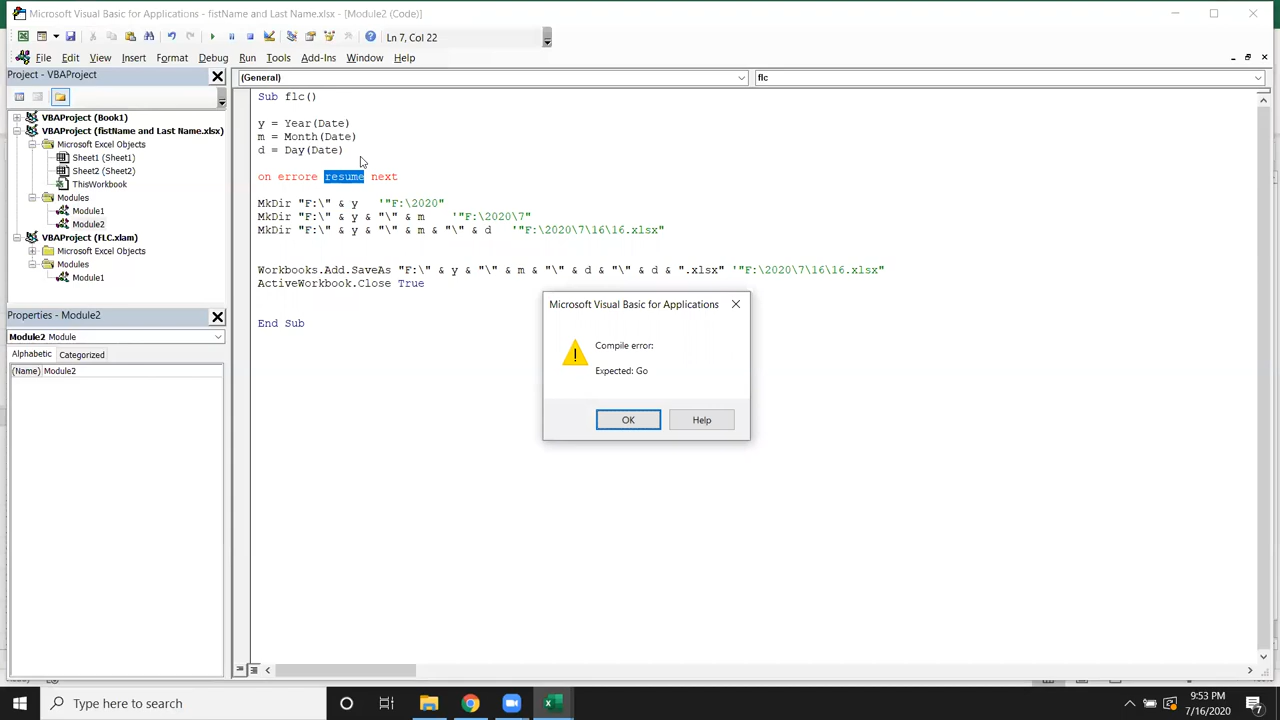 Microsoft Visual Basic for Applications - fistName and Last Name.xlsx - [Module2 (Code)]
Ln 7, Col 22
File Edit View Insert Format Debug Run Tools Add-Ins Window Help
Project - VBAProject
(General)
flc
VBAProject (Book1)
VBAProject (fistName and Last Name.xlsx)
Microsoft Excel Objects
Sheet1 (Sheet1)
Sheet2 (Sheet2)
ThisWorkbook
Modules
Module1
Module2
VBAProject (FLC.xlam)
Microsoft Excel Objects
Modules
Module1
Properties - Module2
Module2 Module
Alphabetic Categorized
(Name) Module2
Sub flc()
y = Year(Date)
m = Month(Date)
d = Day(Date)
on errore resume next
MkDir "F:\" & y '"F:\2020"
MkDir "F:\" & y & "\" & m '"F:\2020\7"
MkDir "F:\" & y & "\" & m & "\" & d '"F:\2020\7\16\16.xlsx"
Workbooks.Add.SaveAs "F:\" & y & "\" & m & "\" & d & "\" & d & ".xlsx" '"F:\2020\7\16\16.xlsx"
ActiveWorkbook.Close True
End Sub
Microsoft Visual Basic for Applications
Compile error:
Expected: Go
OK Help
Type here to search
9:53 PM
7/16/2020
7